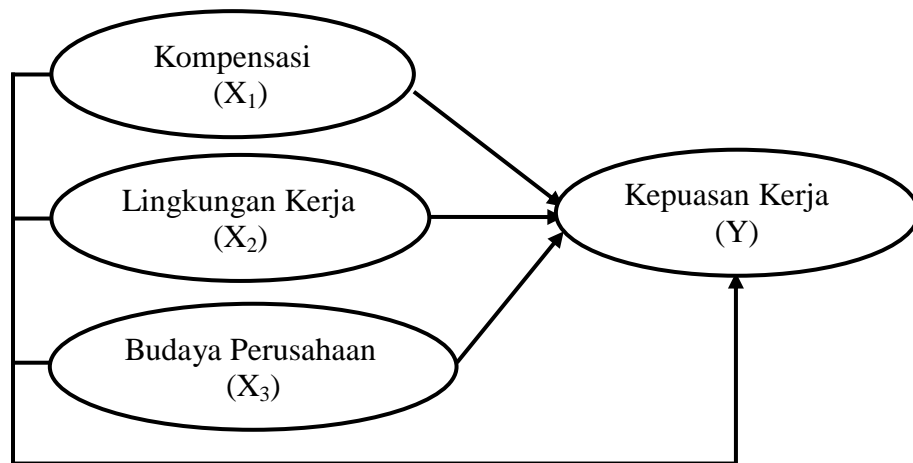 Kompensasi
(X₁)
Lingkungan Kerja
(X₂)
Budaya Perusahaan
(X₃)
Kepuasan Kerja
(Y)